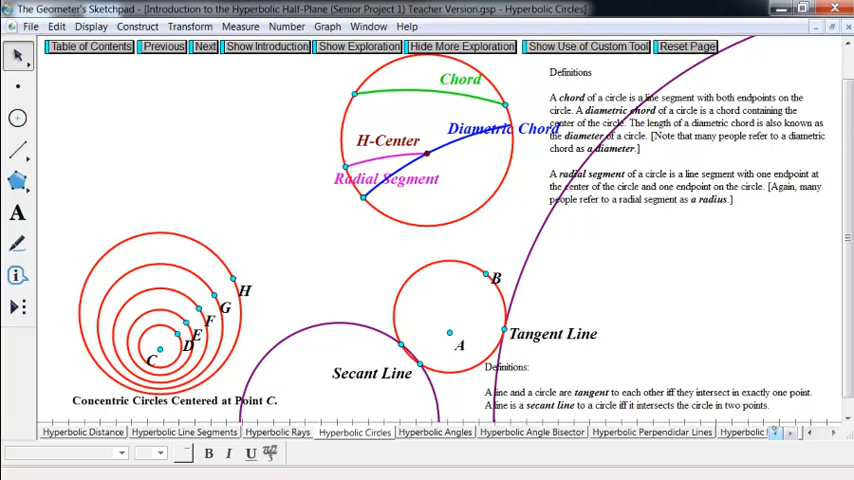 The Geometer's Sketchpad - [Introduction to the Hyperbolic Half-Plane (Senior Project 1) Teacher Version.gsp - Hyperbolic Circles]
File Edit Display Construct Transform Measure Number Graph Window Help
Table of Contents Previous Next Show Introduction Show Exploration Hide More Exploration Show Use of Custom Tool Reset Page
Chord
Diametric Chord
H-Center
Radial Segment
Definitions
A chord of a circle is a line segment with both endpoints on the
circle. A diametric chord of a circle is a chord containing the
center of the circle. The length of a diametric chord is also known as
the diameter of a circle. [Note that many people refer to a diametric
chord as a diameter.]
A radial segment of a circle is a line segment with one endpoint at
the center of the circle and one endpoint on the circle. [Again, many
people refer to a radial segment as a radius.]
H
G
F
E
D
C
Concentric Circles Centered at Point C.
B
A
Tangent Line
Secant Line
Definitions:
A line and a circle are tangent to each other iff they intersect in exactly one point.
A line is a secant line to a circle iff it intersects the circle in two points.
Hyperbolic Distance Hyperbolic Line Segments Hyperbolic Rays Hyperbolic Circles Hyperbolic Angles Hyperbolic Angle Bisector Hyperbolic Perpendicular Lines Hyperbolic
B I U